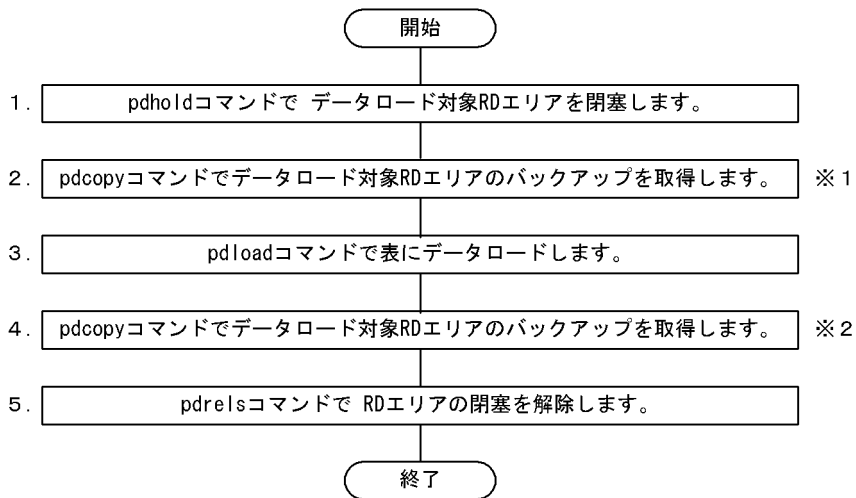 開始
1. pdholdコマンドで データロード対象RDエリアを閉塞します。
2. pdcopyコマンドでデータロード対象RDエリアのバックアップを取得します。 ※1
3. pdloadコマンドで表にデータロードします。
4. pdcopyコマンドでデータロード対象RDエリアのバックアップを取得します。 ※2
5. pdrelsコマンドで RDエリアの閉塞を解除します。
終了